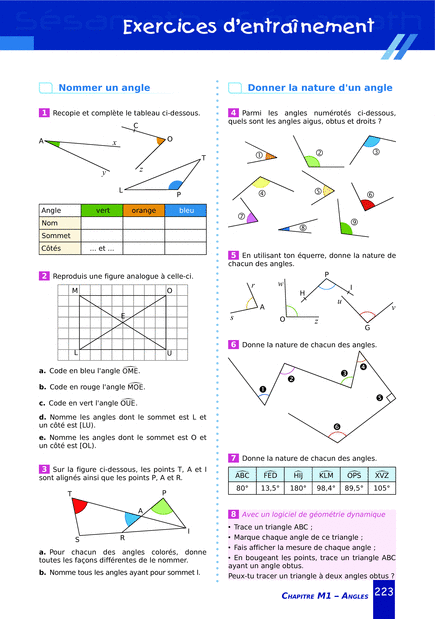 Exercices d'entraînement
Nommer un angle
1 Recopie et complète le tableau ci-dessous.
A
x
y
C
O
z
T
L
P
Angle vert orange bleu
Nom
Sommet
Côtés ... et ...
2 Reproduis une figure analogue à celle-ci.
M O
E
L U
a. Code en bleu l'angle OME.
b. Code en rouge l'angle MOE.
c. Code en vert l'angle OUE.
d. Nomme les angles dont le sommet est L et
un côté est [LU).
e. Nomme les angles dont le sommet est O et
un côté est [OL).
3 Sur la figure ci-dessous, les points T, A et I
sont alignés ainsi que les points P, A et R.
T P
A
S R I
a. Pour chacun des angles colorés, donne
toutes les façons différentes de le nommer.
b. Nomme tous les angles ayant pour sommet I.
Donner la nature d'un angle
4 Parmi les angles numérotés ci-dessous,
quels sont les angles aigus, obtus et droits ?
① ② ③
④ ⑤ ⑥
⑦ ⑧ ⑨
5 En utilisant ton équerre, donne la nature de
chacun des angles.
r
A
s
w
O
z
P
H
I
u
v
G
6 Donne la nature de chacun des angles.
❶ ❷ ❸ ❹ ❺ ❻
7 Donne la nature de chacun des angles.
ABC FED HIJ KLM OPS XVZ
80° 13,5° 180° 98,4° 89,5° 105°
8 Avec un logiciel de géométrie dynamique
• Trace un triangle ABC ;
• Marque chaque angle de ce triangle ;
• Fais afficher la mesure de chaque angle ;
• En bougeant les points, trace un triangle ABC
ayant un angle obtus.
Peux-tu tracer un triangle à deux angles obtus ?
Chapitre M1 – Angles 223